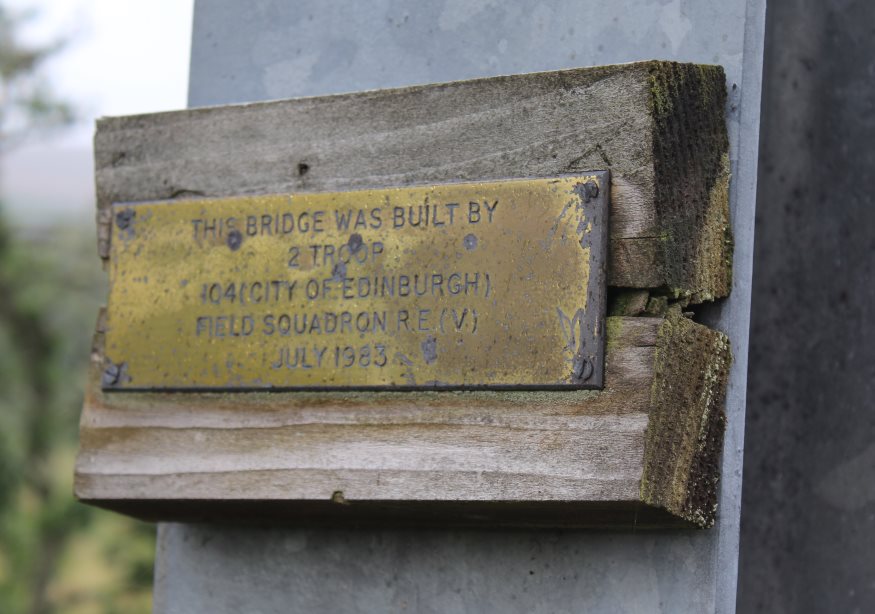 THIS BRIDGE WAS BUILT BY
2 TROOP
104 (CITY OF EDINBURGH)
FIELD SQUADRON R.E. (V)
JULY 1983